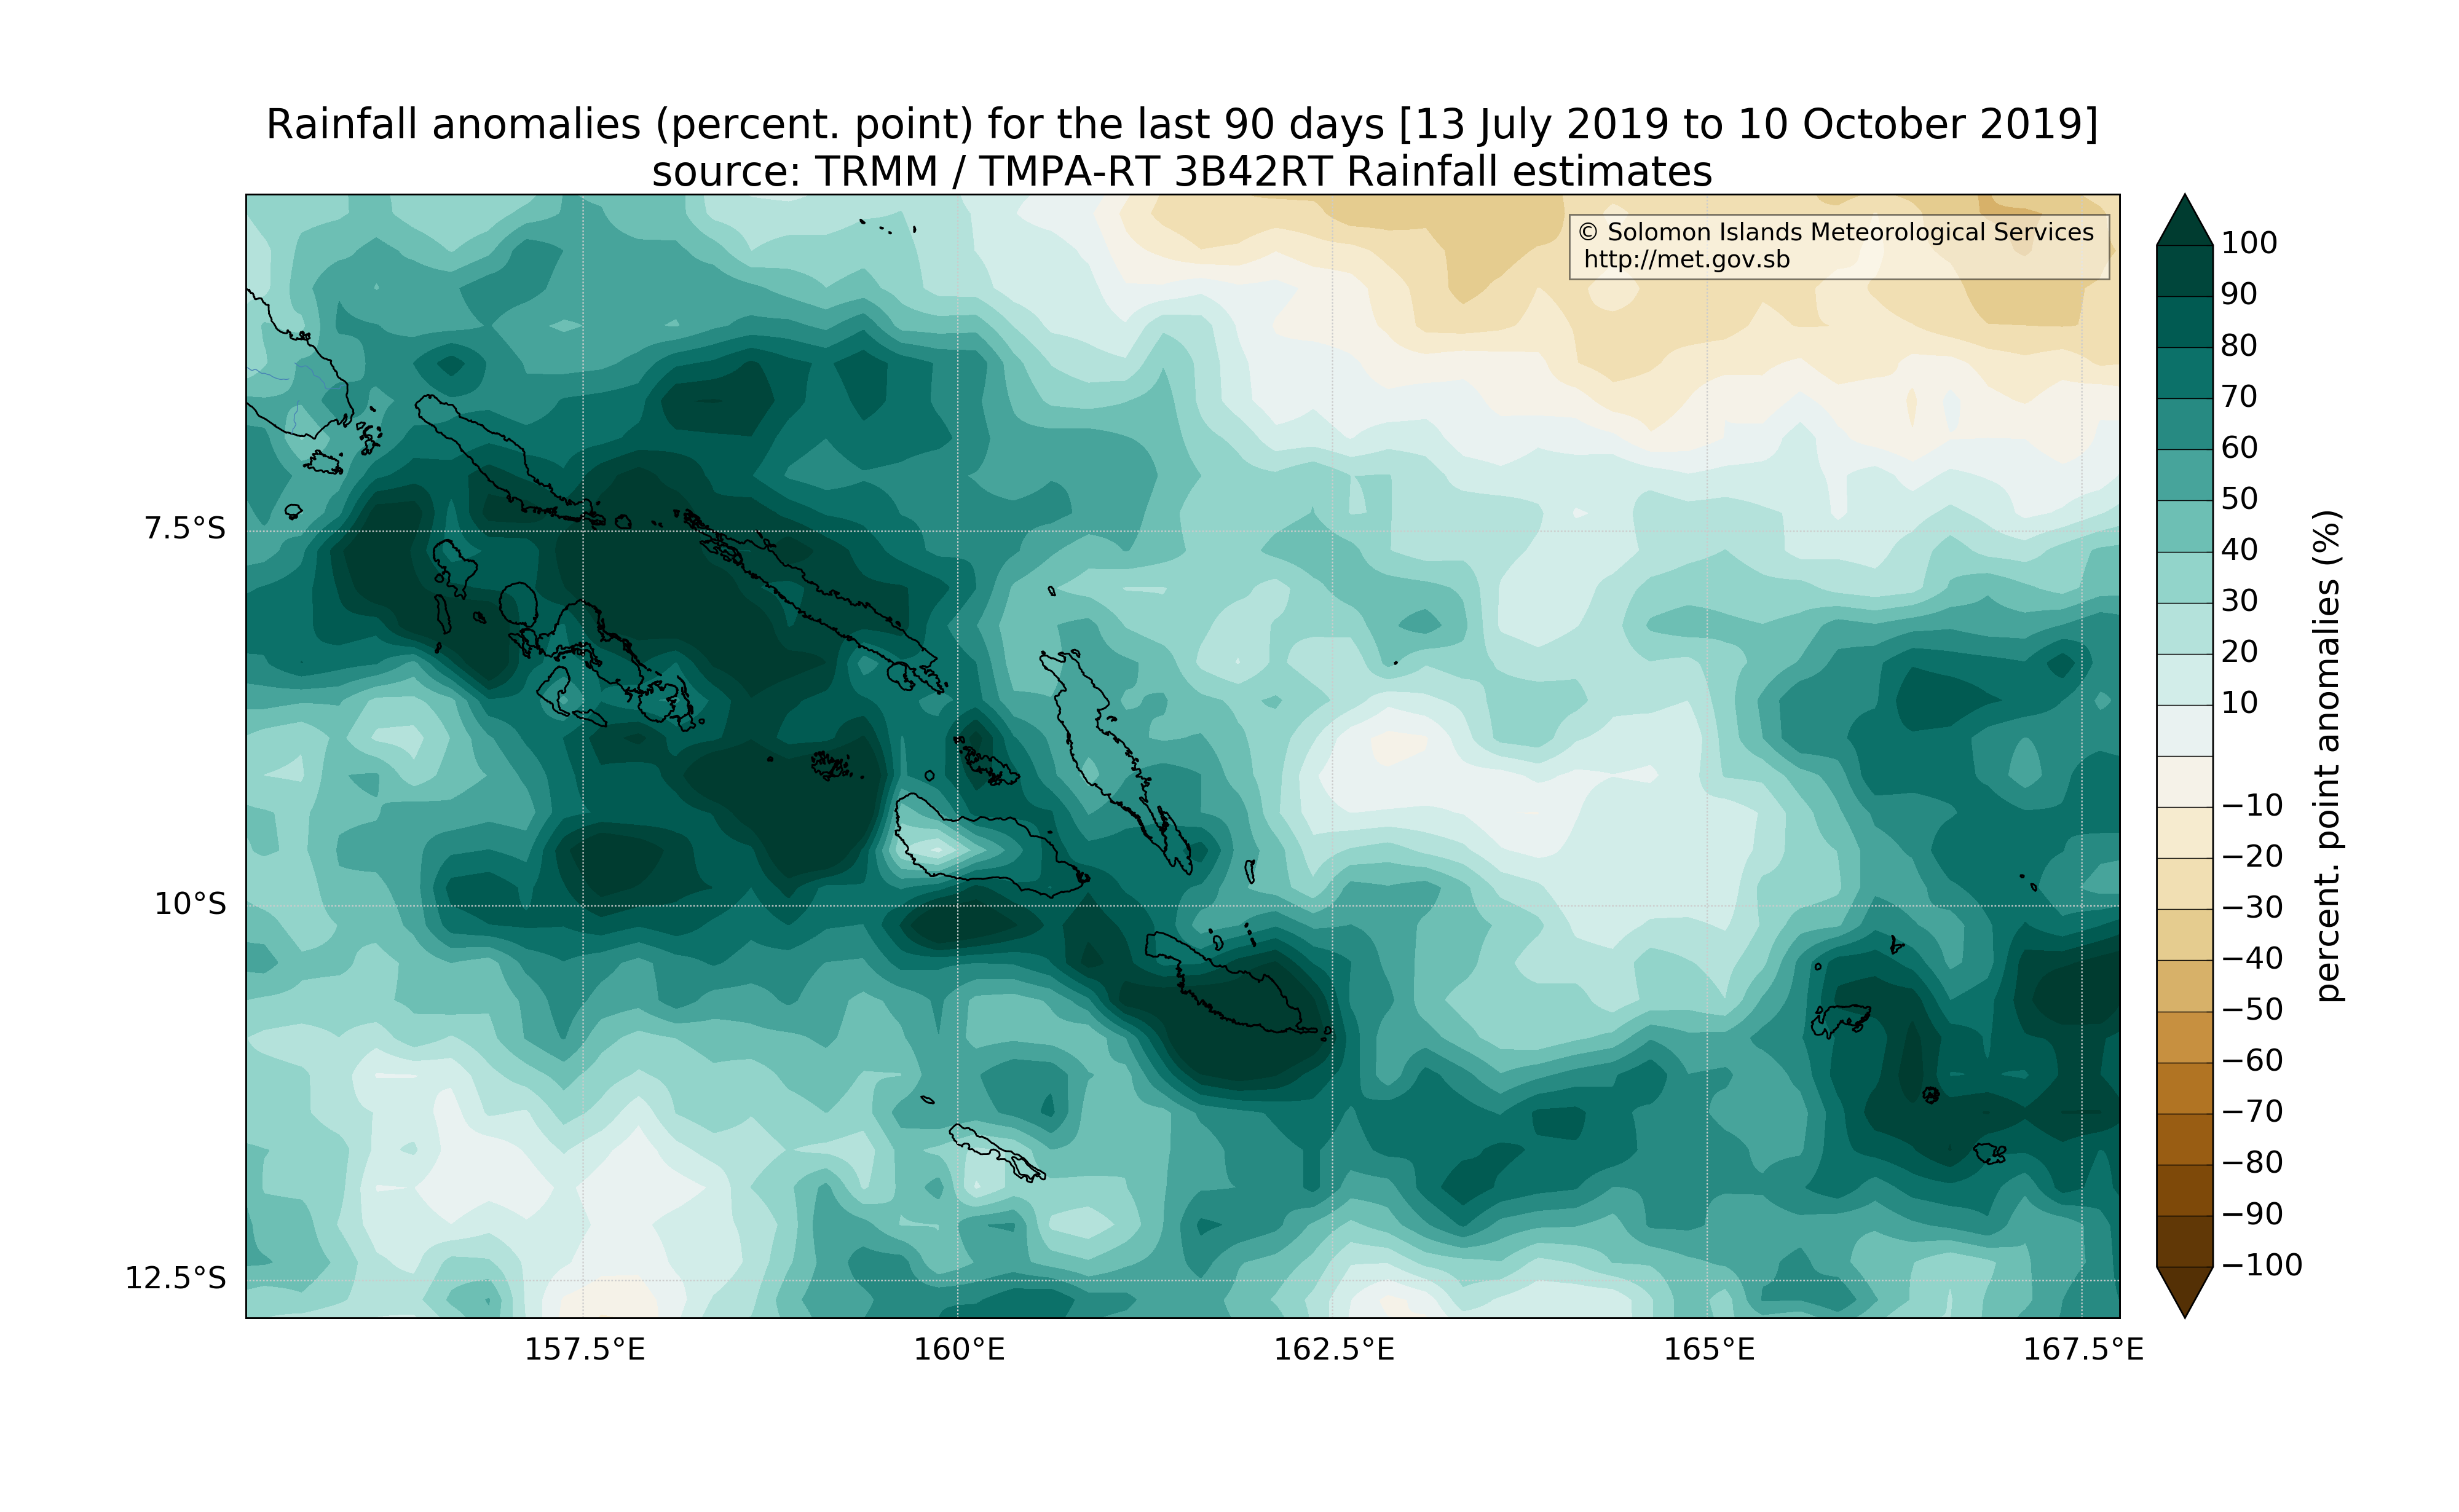 Rainfall anomalies (percent. point) for the last 90 days [13 July 2019 to 10 October 2019]
source: TRMM / TMPA-RT 3B42RT Rainfall estimates
© Solomon Islands Meteorological Services
http://met.gov.sb
7.5°S
10°S
12.5°S
157.5°E
160°E
162.5°E
165°E
167.5°E
100
90
80
70
60
50
40
30
20
10
−10
−20
−30
−40
−50
−60
−70
−80
−90
−100
percent. point anomalies (%)